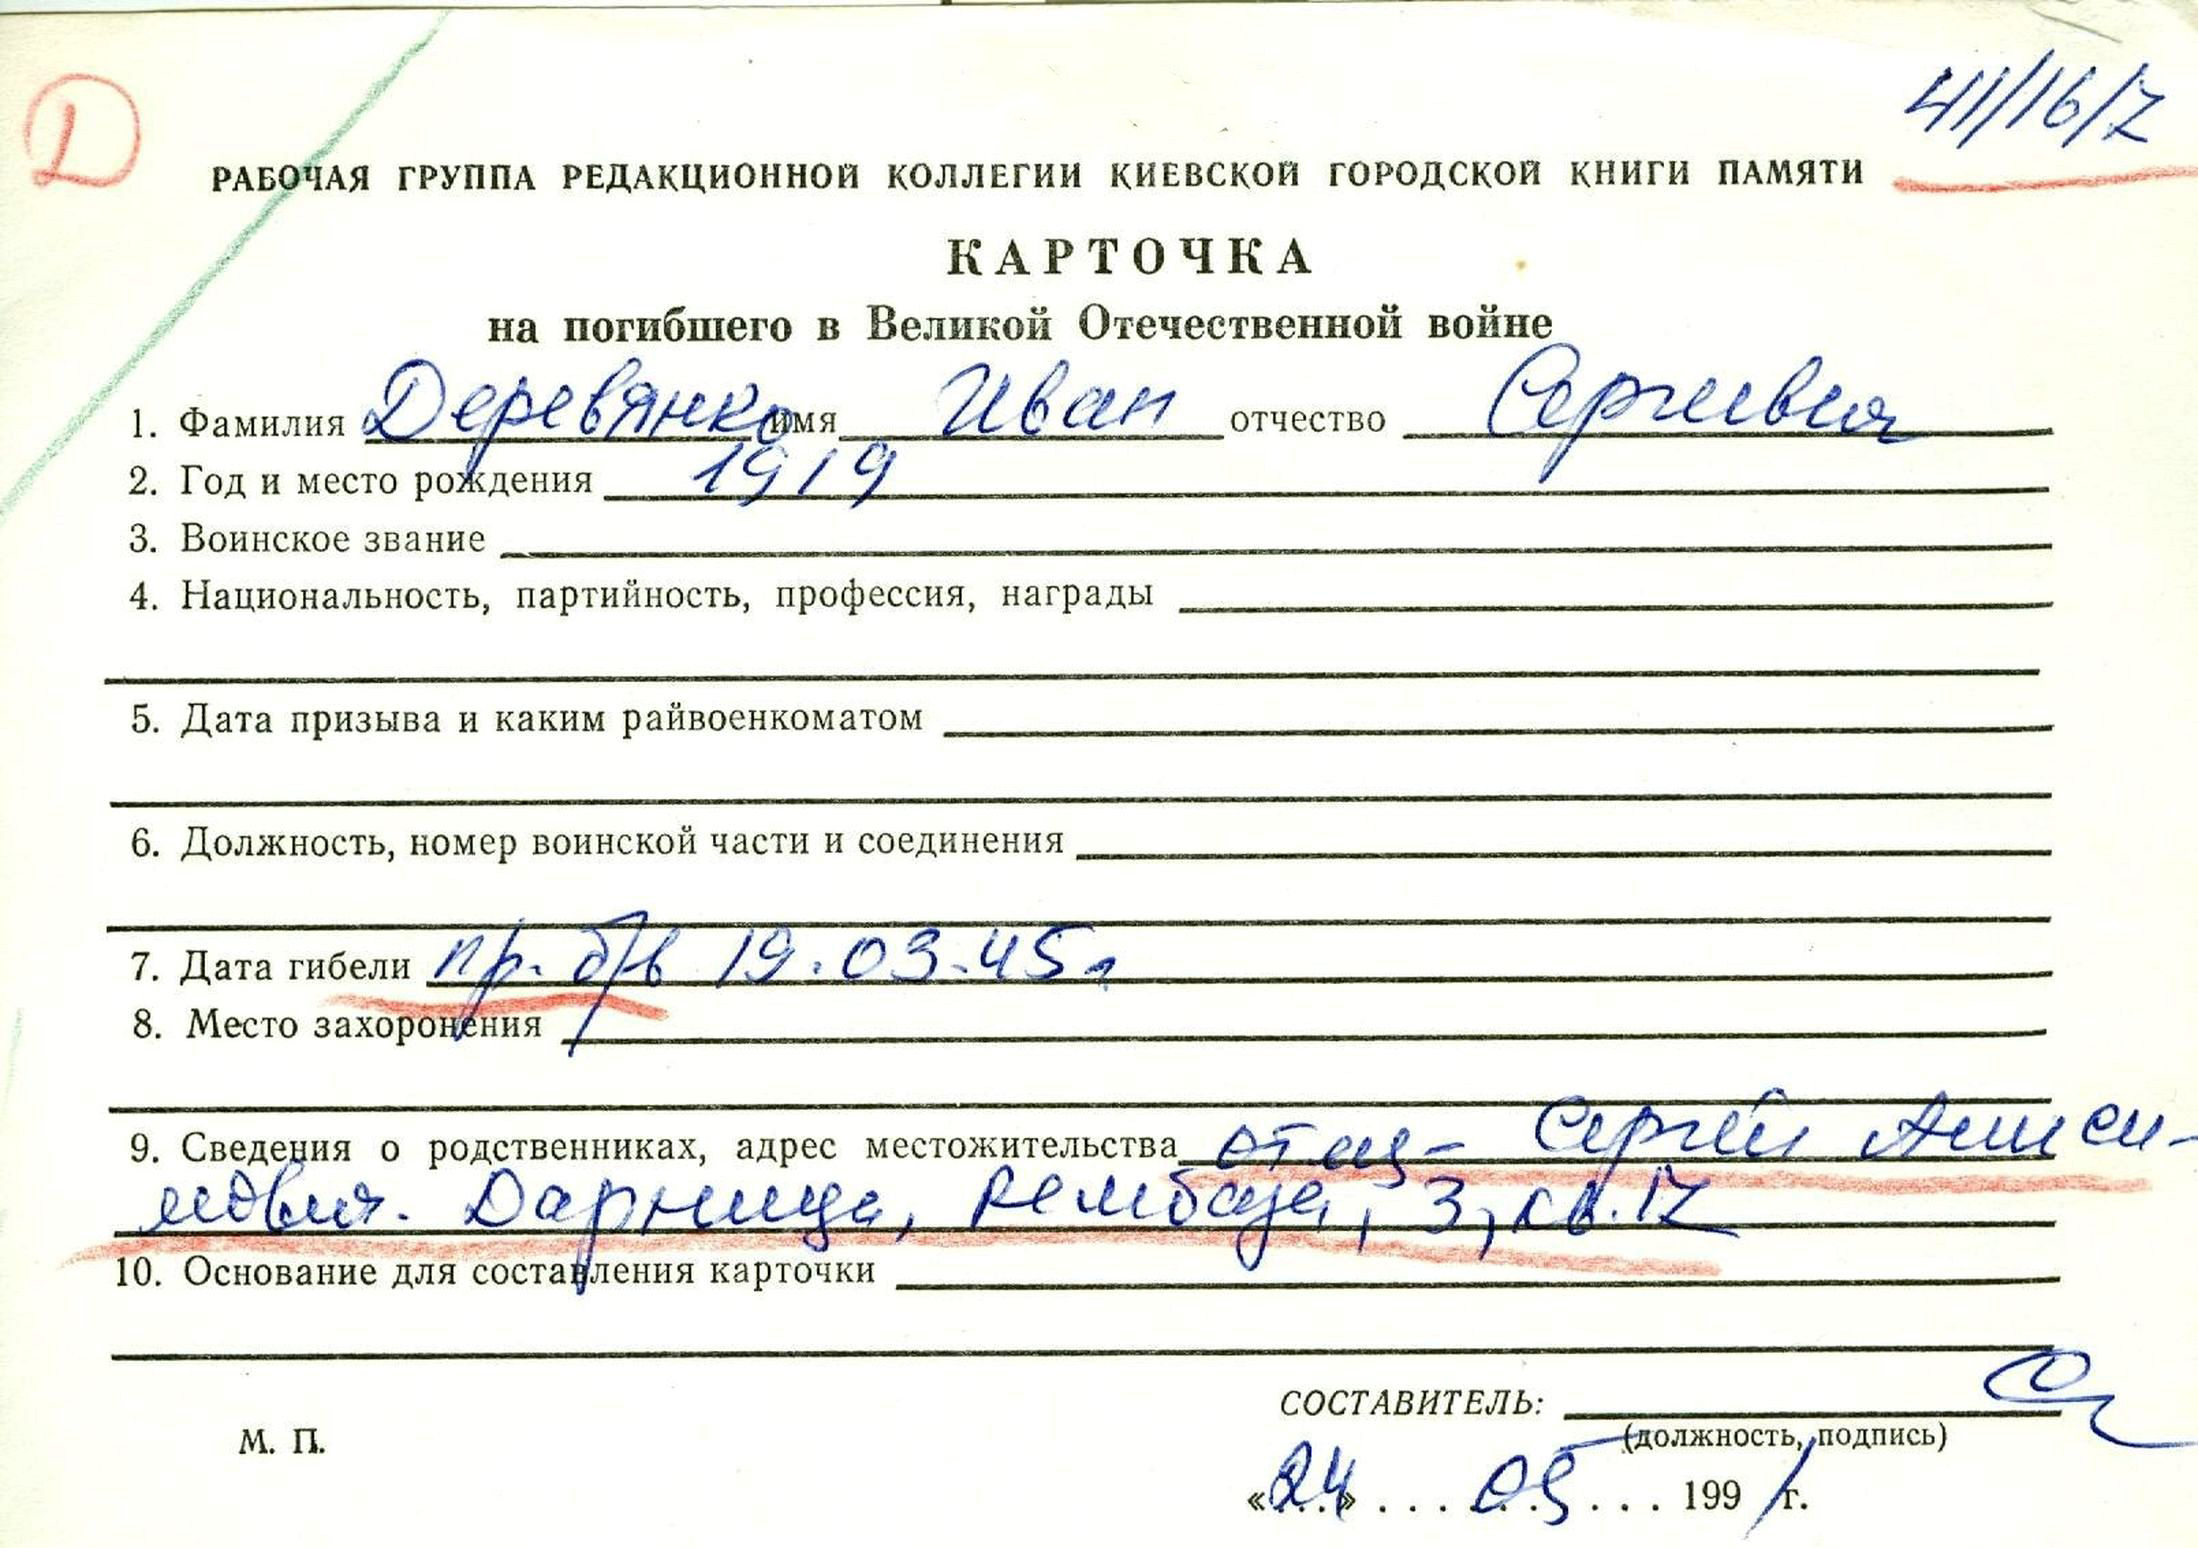 Д
41/16/7
РАБОЧАЯ ГРУППА РЕДАКЦИОННОЙ КОЛЛЕГИИ КИЕВСКОЙ ГОРОДСКОЙ КНИГИ ПАМЯТИ
КАРТОЧКА
на погибшего в Великой Отечественной войне
1. Фамилия Деревянко имя Иван отчество Сергеевич
2. Год и место рождения 1919
3. Воинское звание
4. Национальность, партийность, профессия, награды
5. Дата призыва и каким райвоенкоматом
6. Должность, номер воинской части и соединения
7. Дата гибели пр. б/в 19.03.45г
8. Место захоронения
9. Сведения о родственниках, адрес местожительства отец - Сергей Аниси-
мович. Дарница, Рембаза, 3, кв. 17
10. Основание для составления карточки
СОСТАВИТЕЛЬ:
(должность, подпись)
М. П.
«24» 05 1991 г.